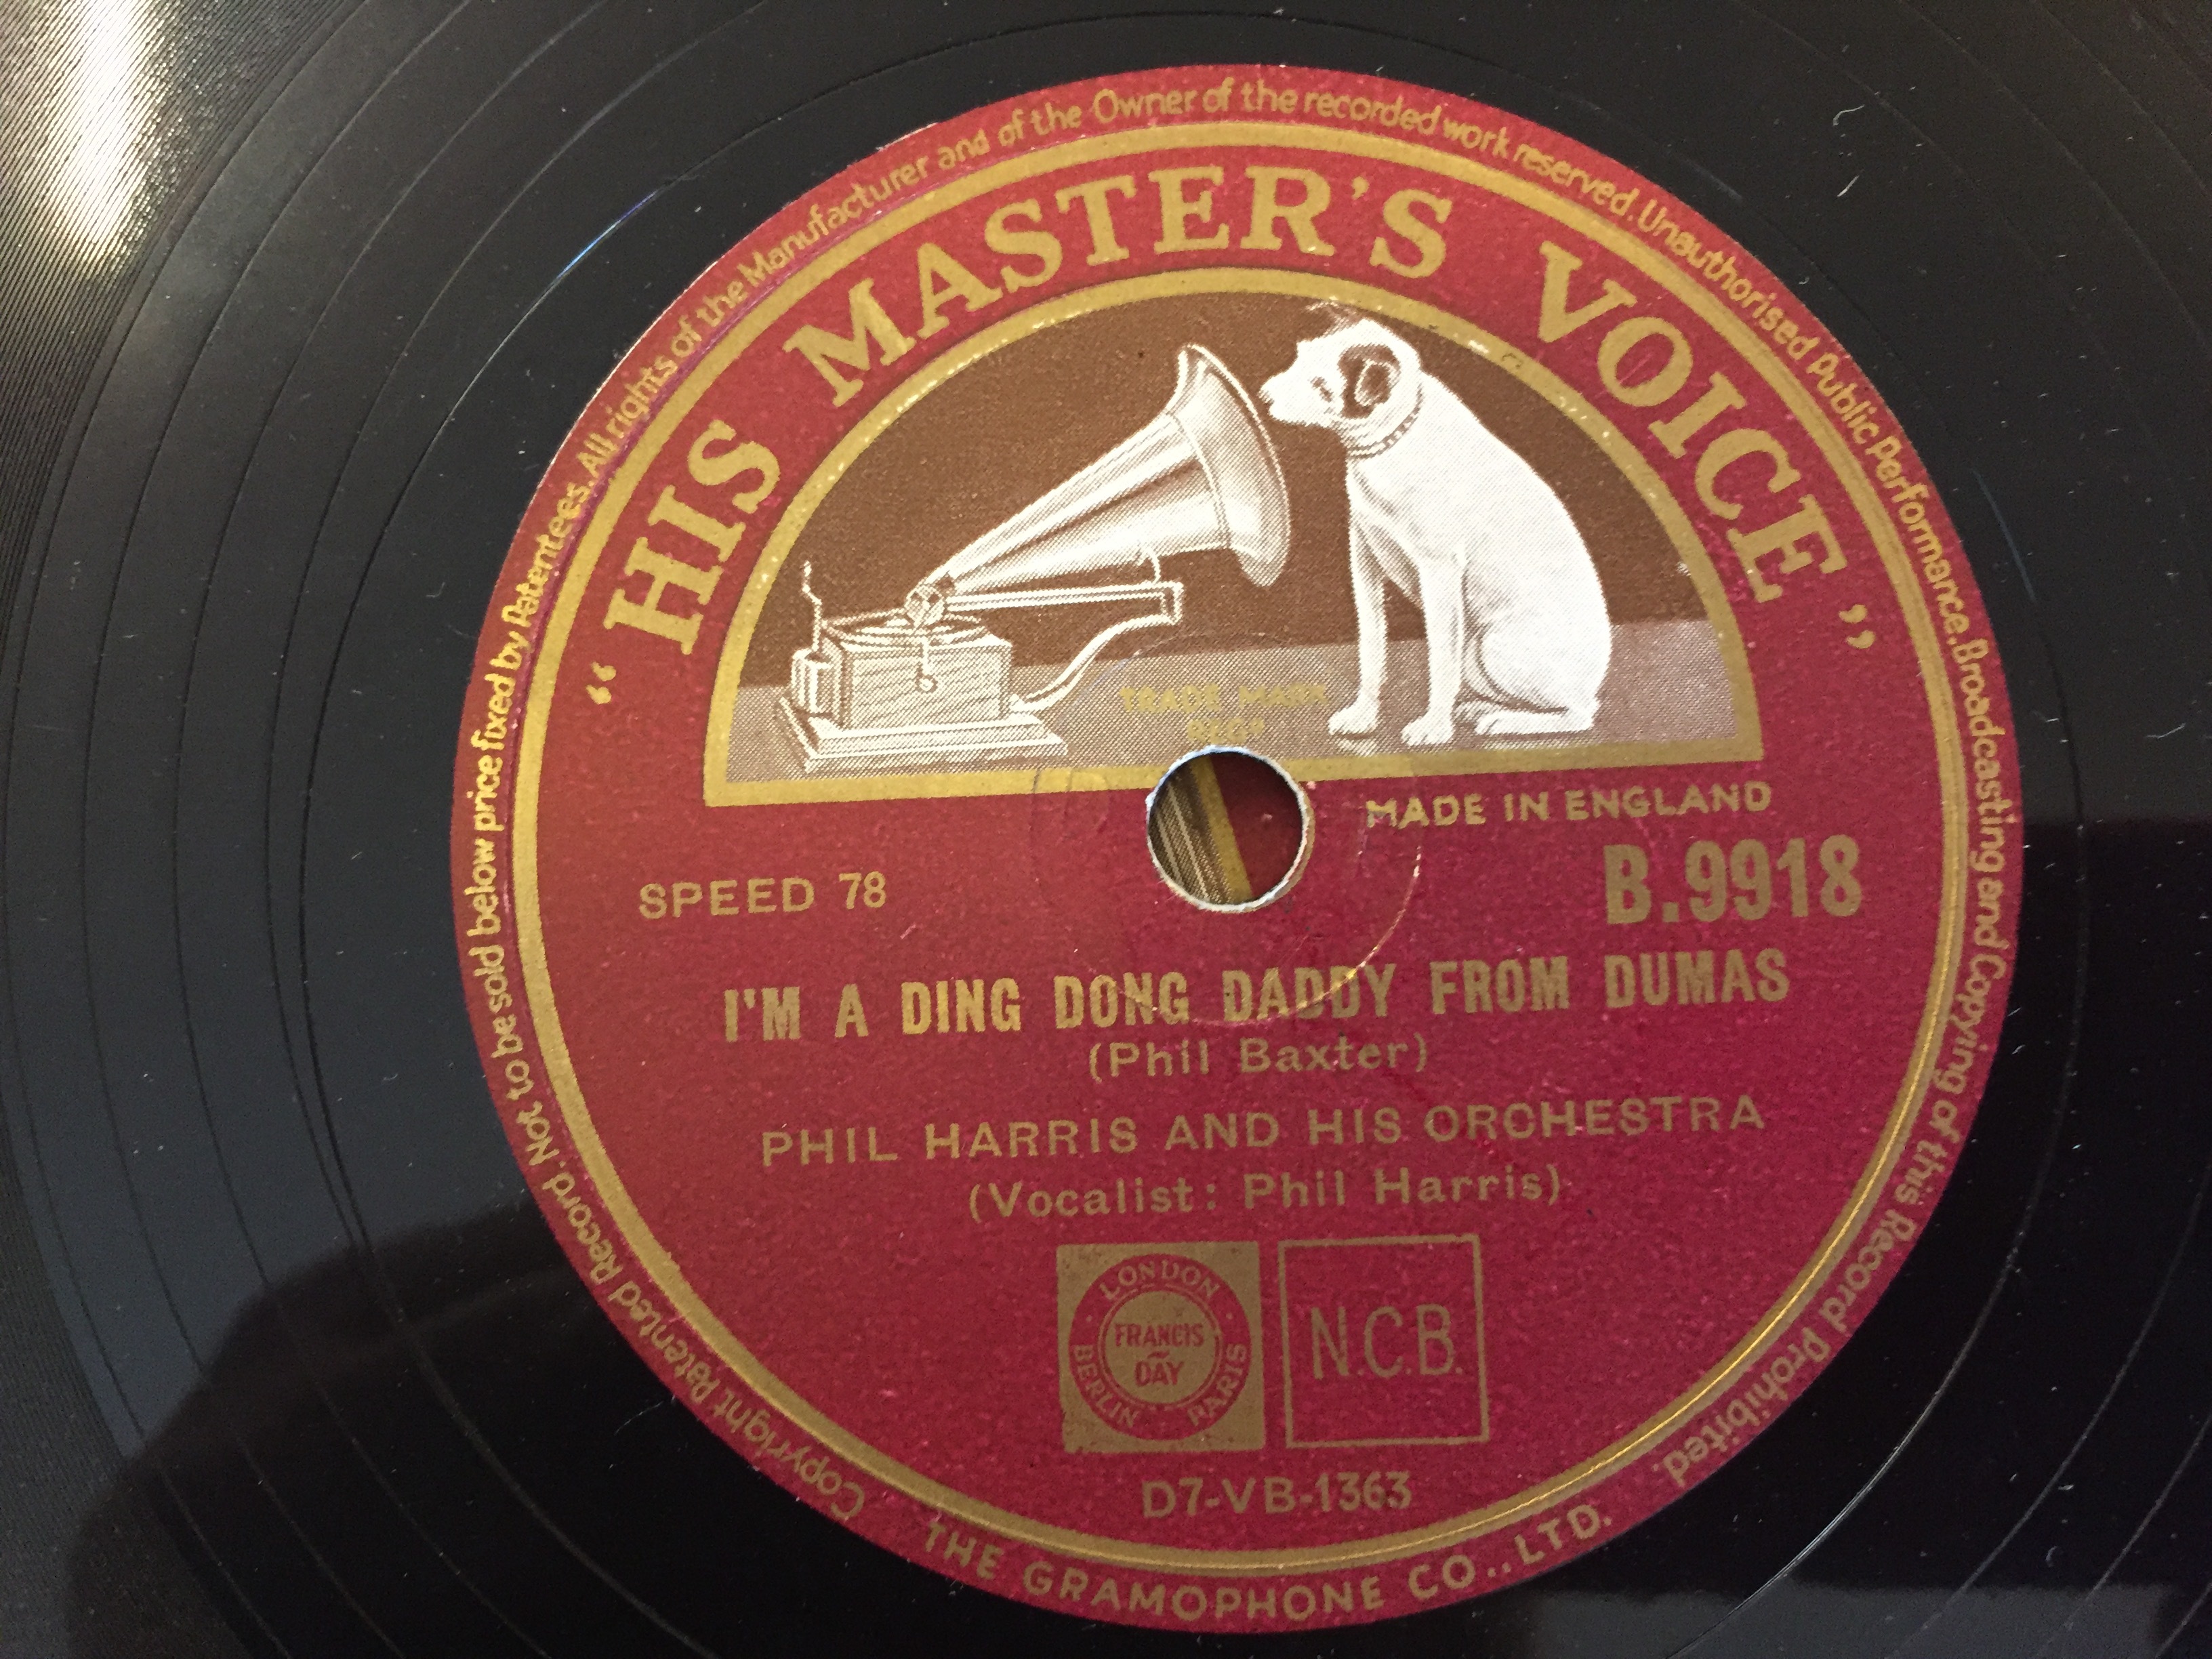 Copyright Patented Record. Not to be sold below price fixed by Patentees. All rights of the Manufacturer and of the Owner of the recorded work reserved. Unauthorised Public Performance. Broadcasting and Copying of this Record prohibited.
“HIS MASTER'S VOICE”
TRADE MARK
MADE IN ENGLAND
SPEED 78
B.9918
I'M A DING DONG DADDY FROM DUMAS
(Phil Baxter)
PHIL HARRIS AND HIS ORCHESTRA
(Vocalist: Phil Harris)
LONDON
FRANCIS
DAY
BERLIN PARIS
N.C.B.
D7-VB-1363
THE GRAMOPHONE CO., LTD.